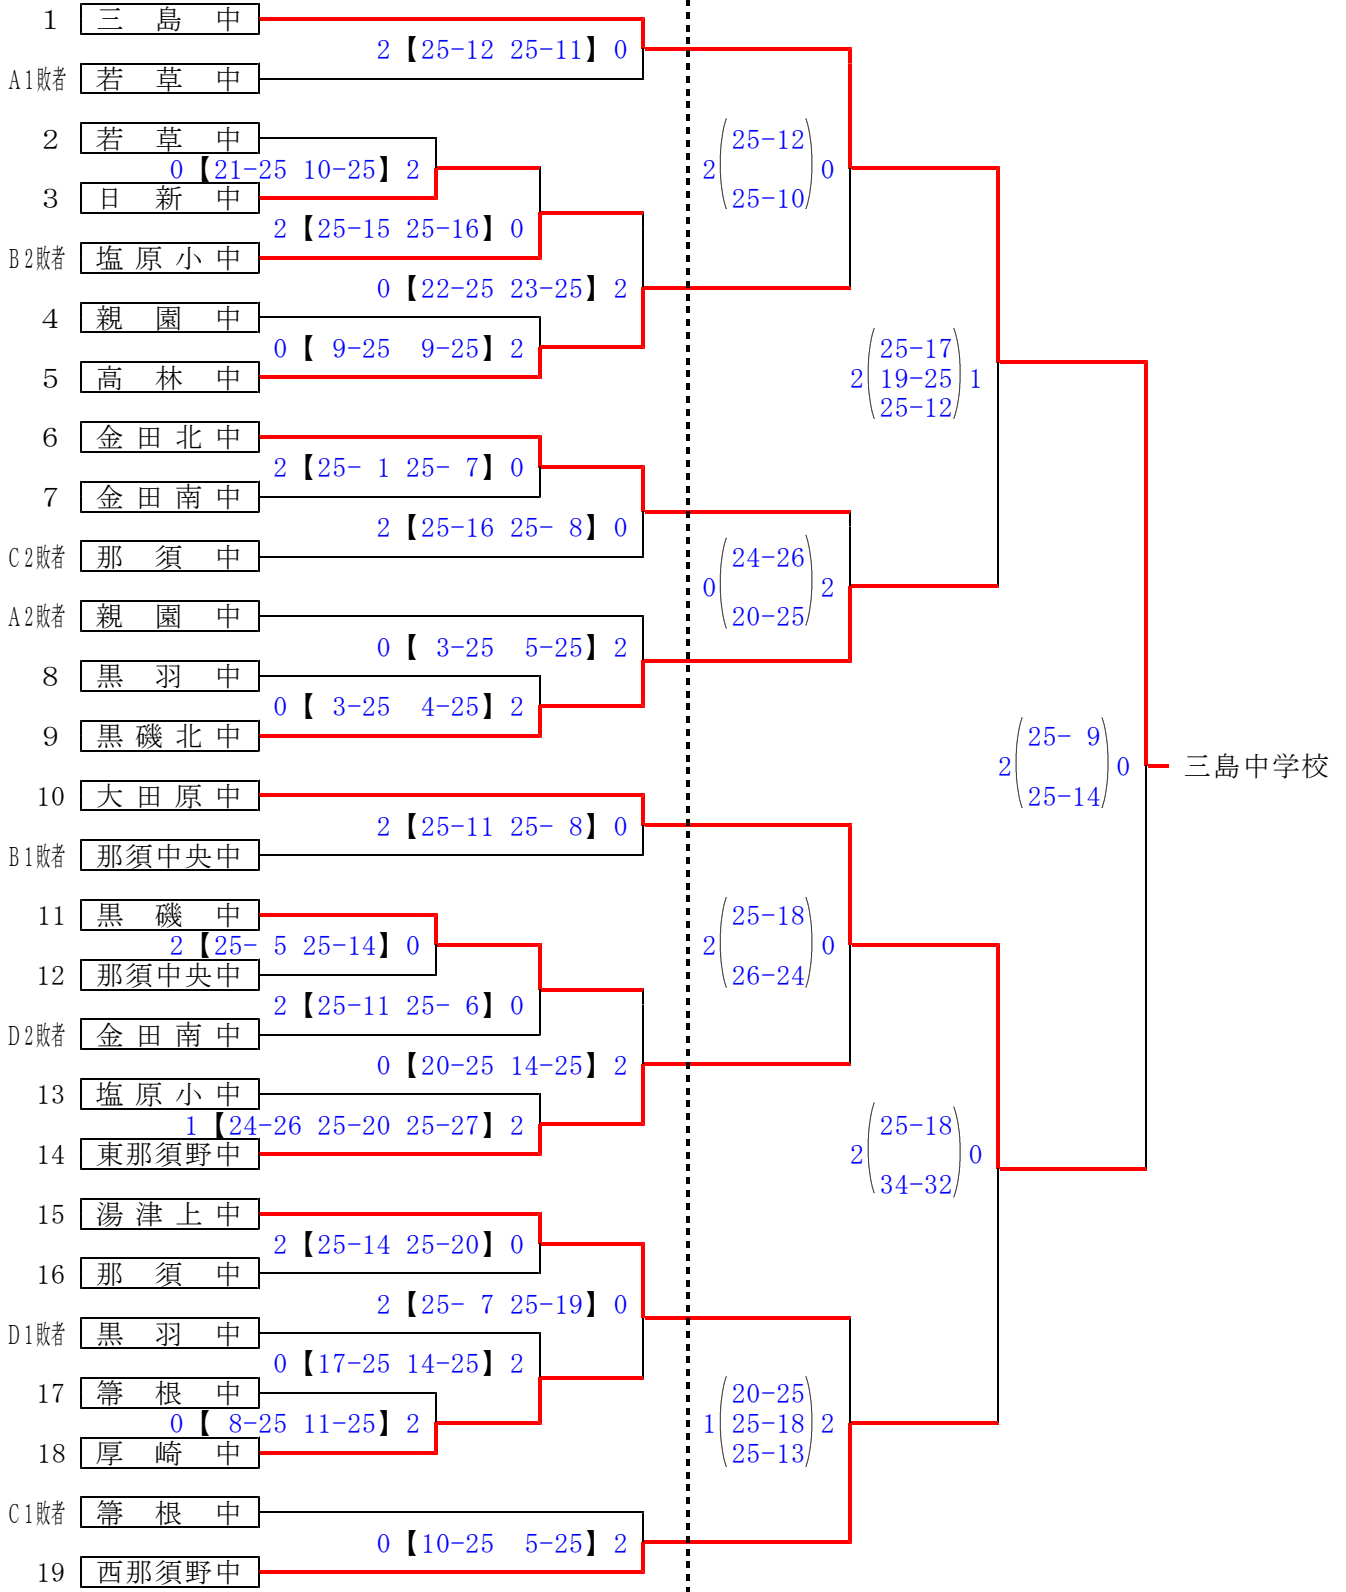 1 三島中
2【25-12 25-11】0
A1敗者 若草中
2 若草中
0【21-25 10-25】2
3 日新中
2【25-15 25-16】0
B2敗者 塩原小中
0【22-25 23-25】2
4 親園中
0【 9-25 9-25】2
5 高林中
6 金田北中
2【25- 1 25- 7】0
7 金田南中
2【25-16 25- 8】0
C2敗者 那須中
A2敗者 親園中
0【 3-25 5-25】2
8 黒羽中
0【 3-25 4-25】2
9 黒磯北中
10 大田原中
2【25-11 25- 8】0
B1敗者 那須中央中
11 黒磯中
2【25- 5 25-14】0
12 那須中央中
2【25-11 25- 6】0
D2敗者 金田南中
0【20-25 14-25】2
13 塩原小中
1【24-26 25-20 25-27】2
14 東那須野中
15 湯津上中
2【25-14 25-20】0
16 那須中
2【25- 7 25-19】0
D1敗者 黒羽中
0【17-25 14-25】2
17 箒根中
0【 8-25 11-25】2
18 厚崎中
C1敗者 箒根中
0【10-25 5-25】2
19 西那須野中
25-12
2 0
25-10
24-26
0 2
20-25
25-18
2 0
26-24
20-25
1 25-18 2
25-13
25-17
2 19-25 1
25-12
25-18
2 0
34-32
25- 9
2 0
25-14
三島中学校